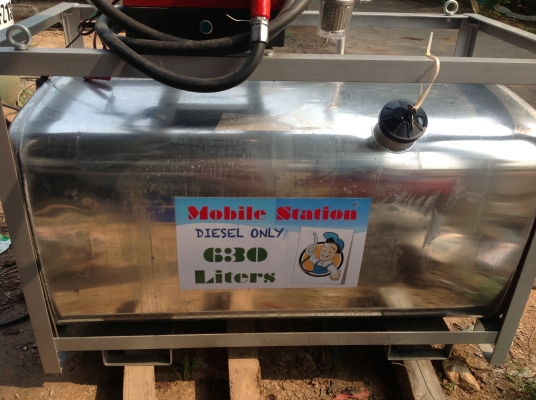 Mobile Station
DIESEL ONLY
630
Liters